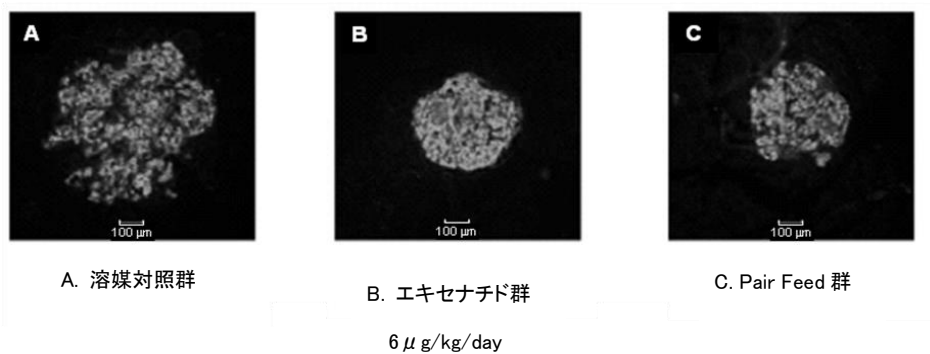 A
B
C
100 μm
100 μm
100 μm
A. 溶媒対照群
B. エキセナチド群
C. Pair Feed 群
6μg/kg/day